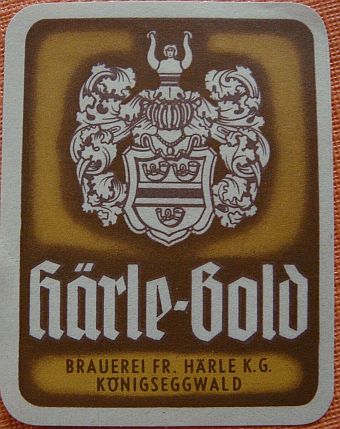 Härle-Gold
BRAUEREI FR. HÄRLE K.G.
KÖNIGSEGGWALD